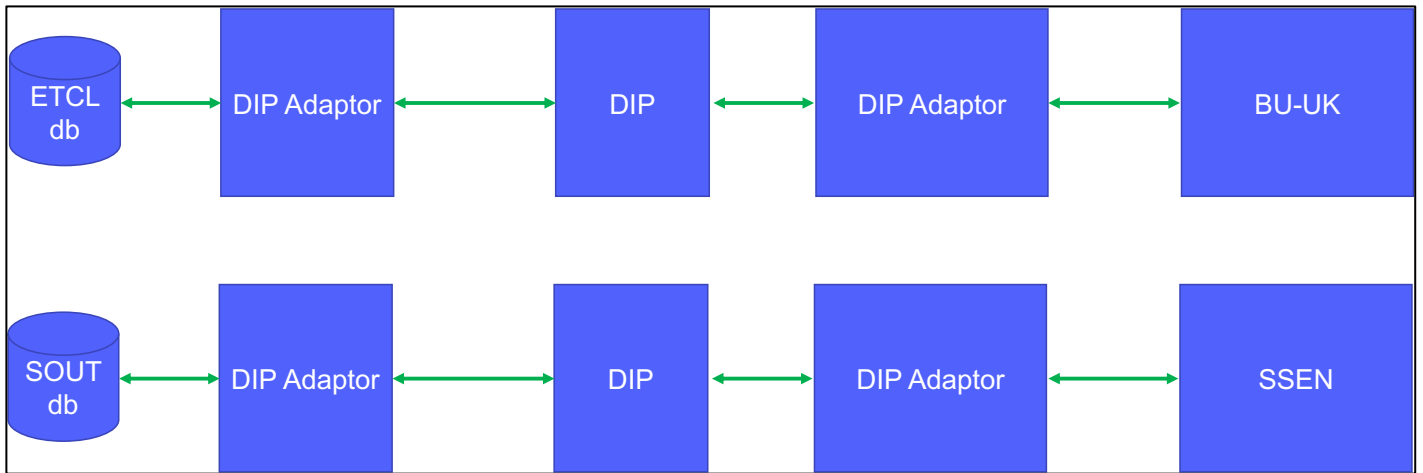 ETCL
db
DIP Adaptor
DIP
DIP Adaptor
BU-UK
SOUT
db
DIP Adaptor
DIP
DIP Adaptor
SSEN